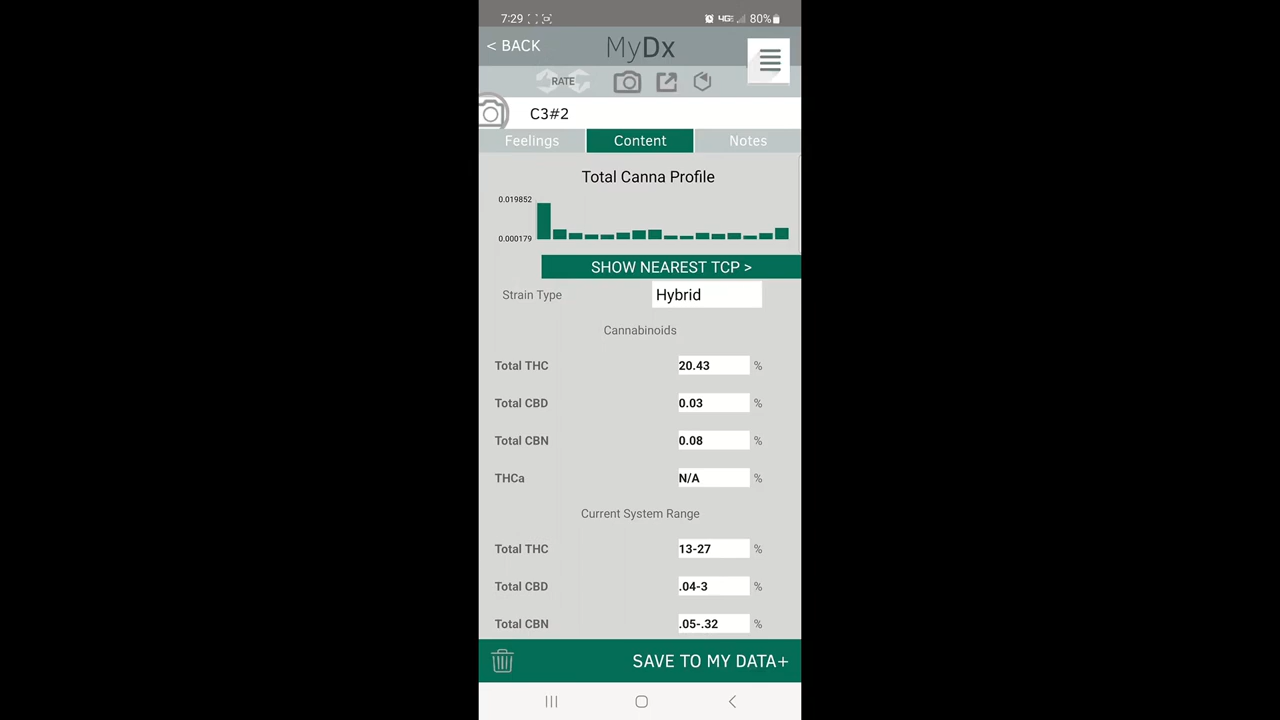 7:29 4GE 80%
< BACK MyDx
RATE
C3#2
Feelings Content Notes
Total Canna Profile
0.019852
0.000179
SHOW NEAREST TCP >
Strain Type Hybrid
Cannabinoids
Total THC 20.43 %
Total CBD 0.03 %
Total CBN 0.08 %
THCa N/A %
Current System Range
Total THC 13-27 %
Total CBD .04-3 %
Total CBN .05-.32 %
SAVE TO MY DATA+